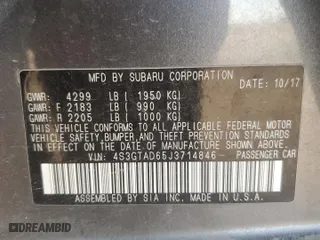 MFD BY SUBARU CORPORATION
DATE: 10/17
GVWR: 4299 LB ( 1950 KG)
GAWR: F 2183 LB ( 990 KG)
GAWR: R 2205 LB ( 1000 KG)
THIS VEHICLE CONFORMS TO ALL APPLICABLE FEDERAL MOTOR
VEHICLE SAFETY, BUMPER, AND THEFT PREVENTION STANDARDS
IN EFFECT ON THE DATE OF MANUFACTURE SHOWN ABOVE.
V.I.N: 4S3GTAD65J3714846 - PASSENGER CAR
ASSEMBLED BY SIA INC. MADE IN U.S.A.